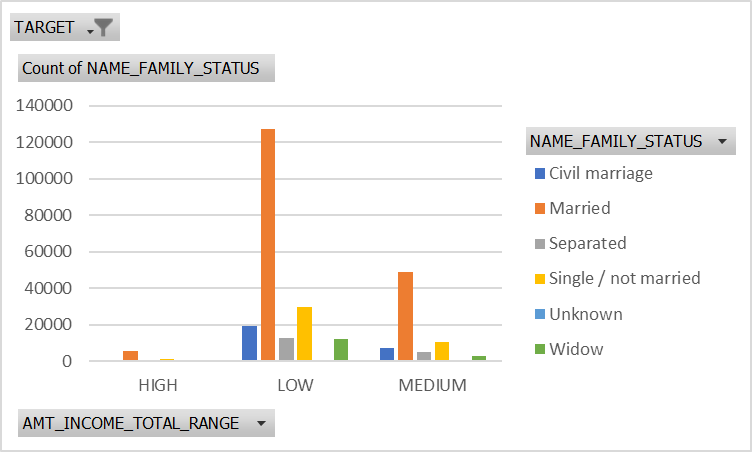 TARGET
Count of NAME_FAMILY_STATUS
140000
120000
100000
80000
60000
40000
20000
0
HIGH
LOW
MEDIUM
NAME_FAMILY_STATUS
Civil marriage
Married
Separated
Single / not married
Unknown
Widow
AMT_INCOME_TOTAL_RANGE